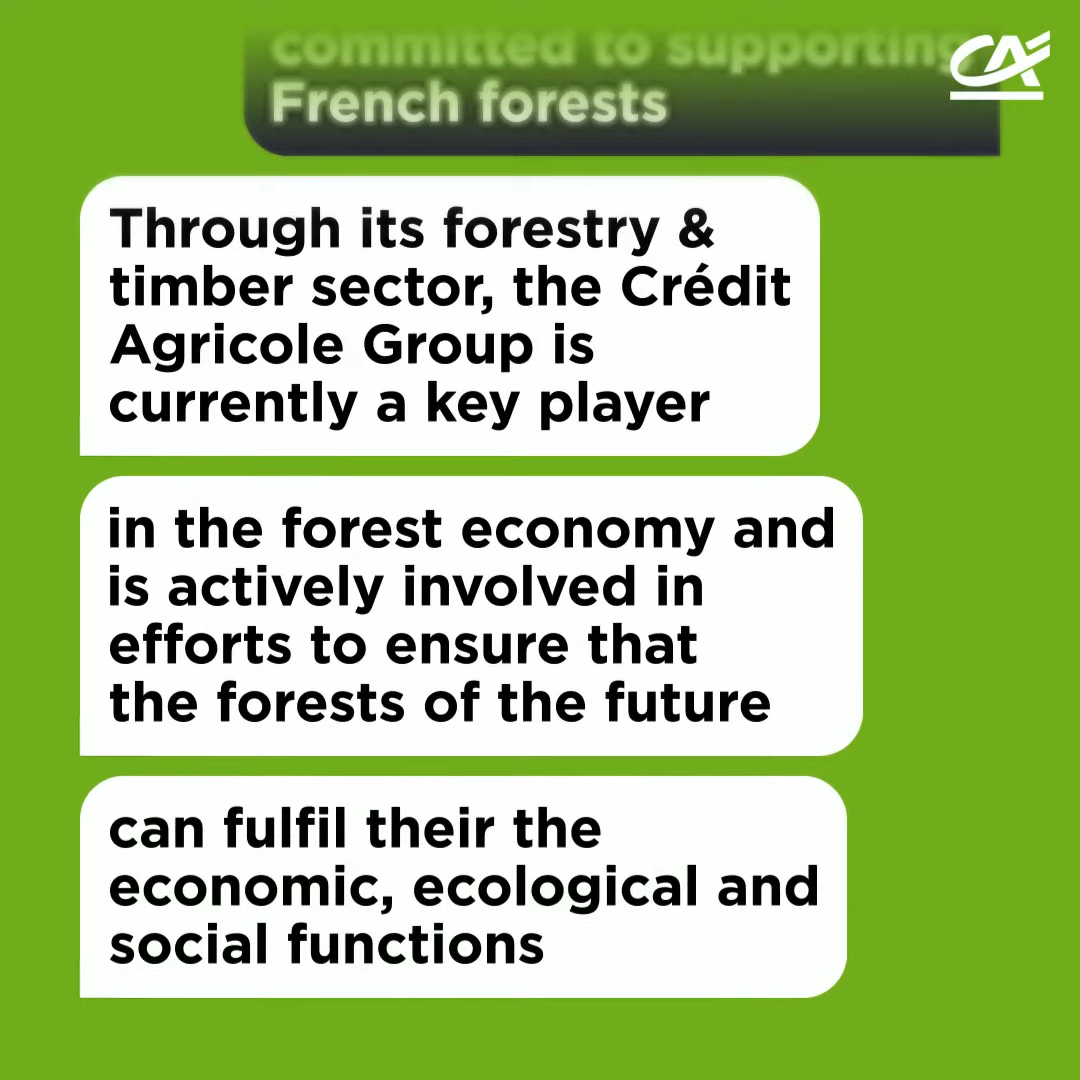 committed to supporting
French forests
CA
Through its forestry &
timber sector, the Crédit
Agricole Group is
currently a key player
in the forest economy and
is actively involved in
efforts to ensure that
the forests of the future
can fulfil their the
economic, ecological and
social functions